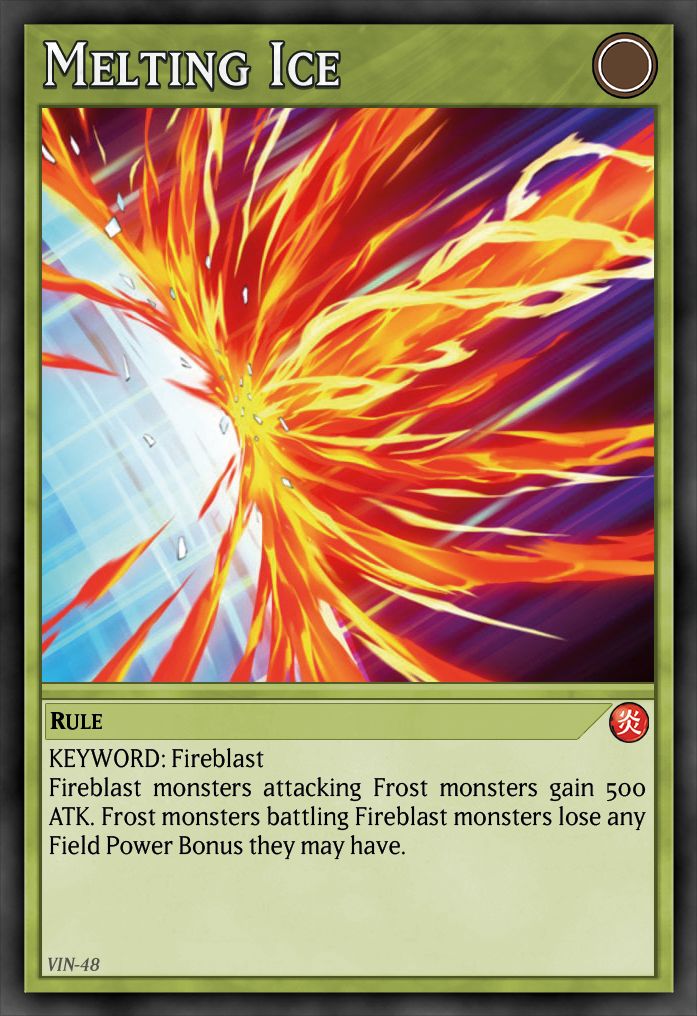 Melting Ice
Rule
炎
KEYWORD: Fireblast
Fireblast monsters attacking Frost monsters gain 500
ATK. Frost monsters battling Fireblast monsters lose any
Field Power Bonus they may have.
VIN-48